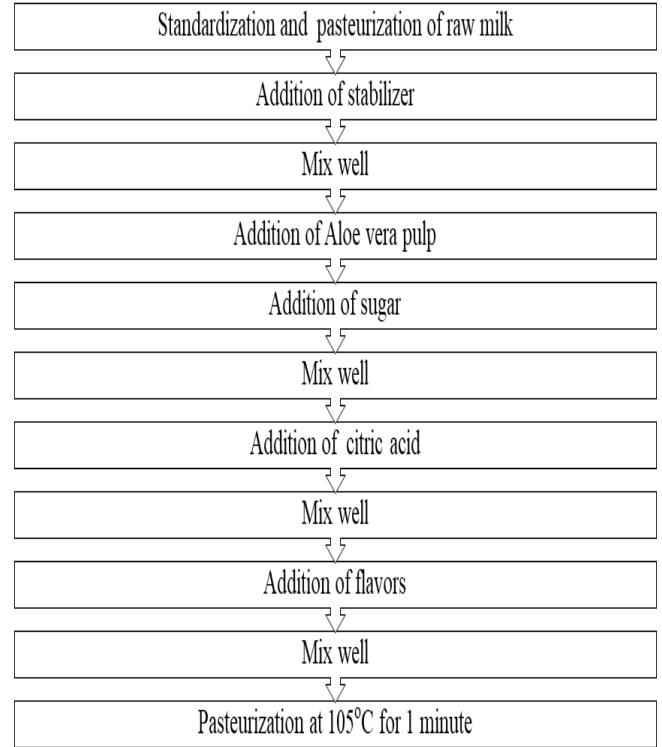 Standardization and pasteurization of raw milk
Addition of stabilizer
Mix well
Addition of Aloe vera pulp
Addition of sugar
Mix well
Addition of citric acid
Mix well
Addition of flavors
Mix well
Pasteurization at 105°C for 1 minute